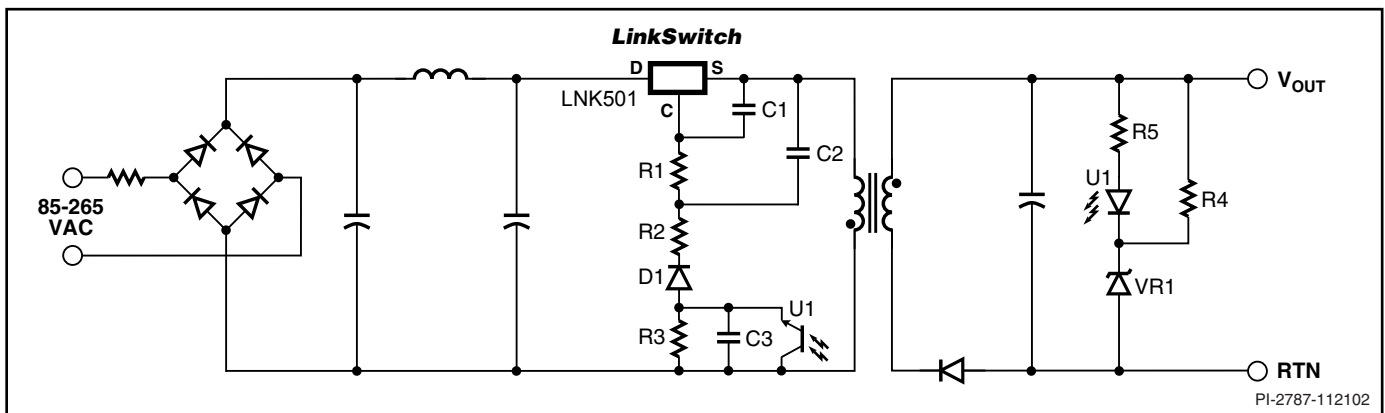 LinkSwitch
D
S
LNK501
C
C1
C2
R1
R2
D1
R3
C3
U1
85-265
VAC
R5
U1
R4
VR1
VOUT
RTN
PI-2787-112102